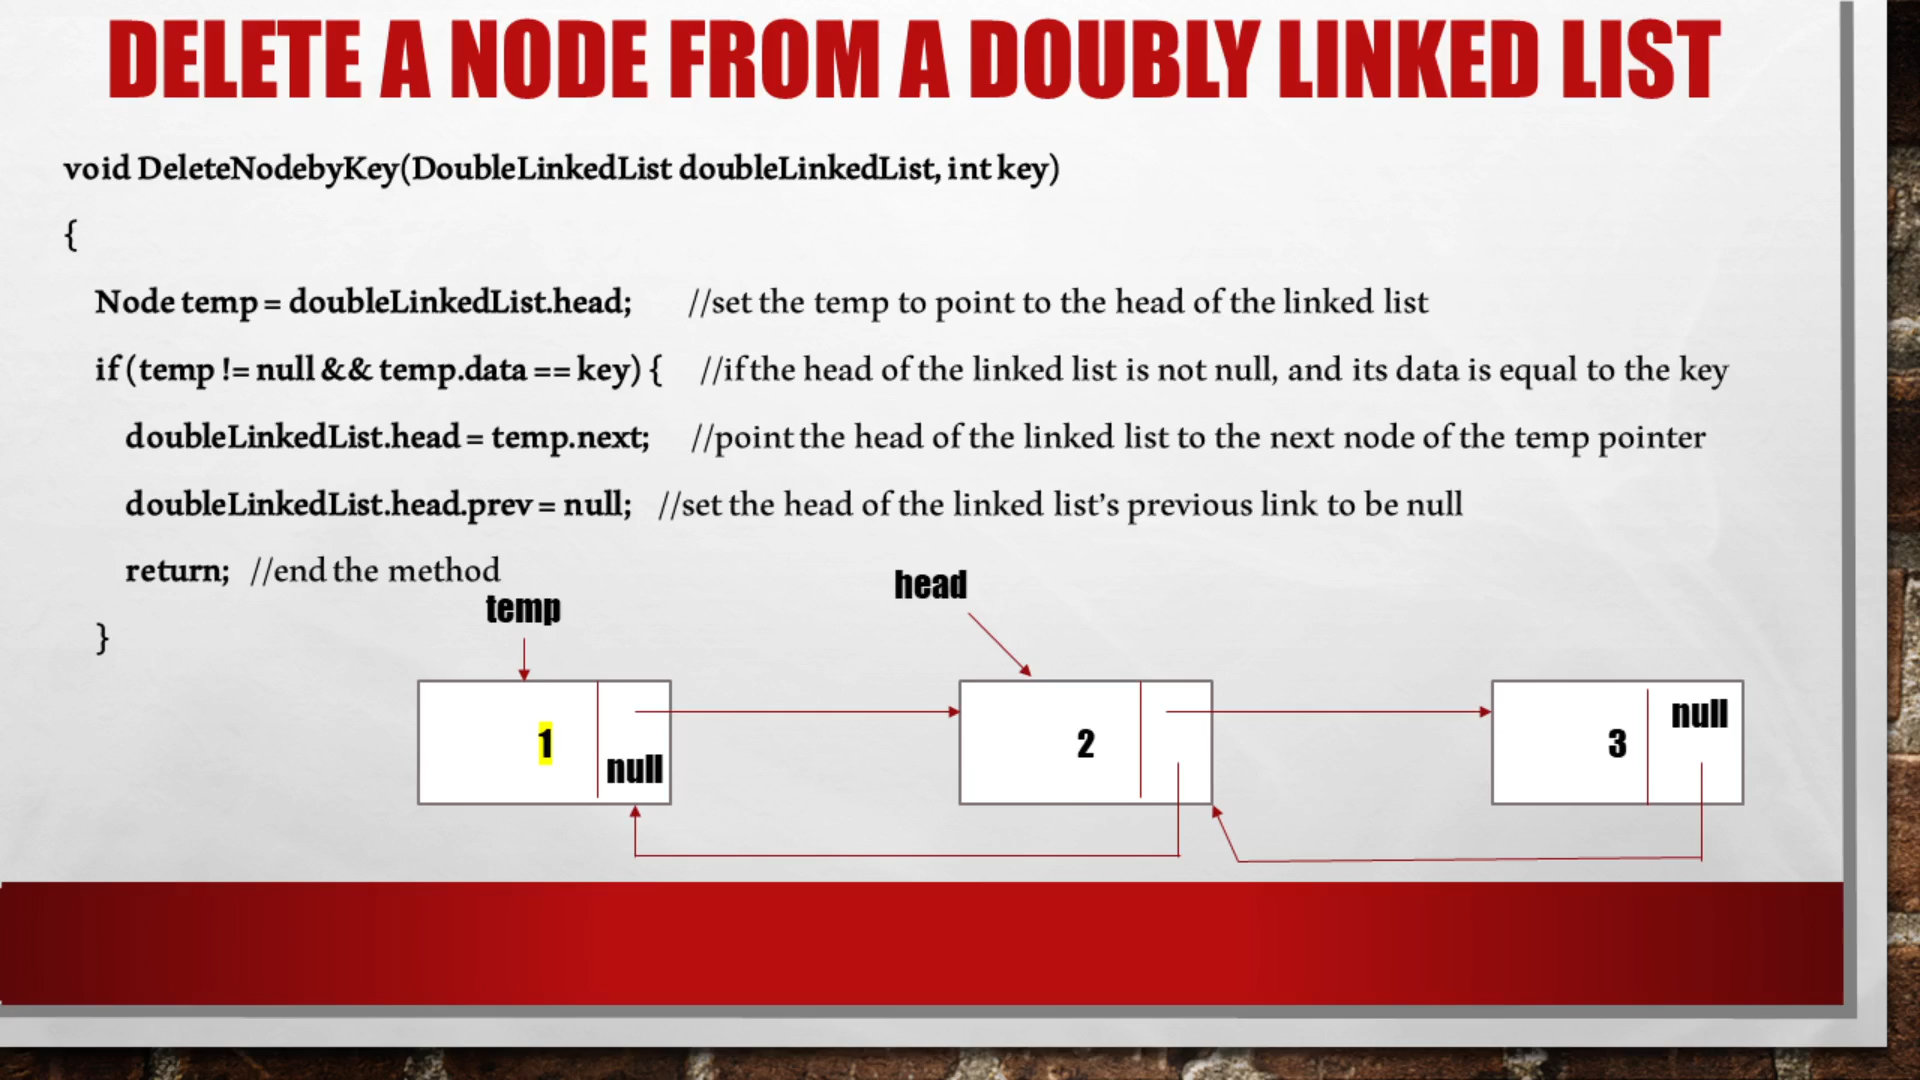 DELETE A NODE FROM A DOUBLY LINKED LIST
void DeleteNodebyKey(DoubleLinkedList doubleLinkedList, int key)
{
Node temp = doubleLinkedList.head; //set the temp to point to the head of the linked list
if (temp != null && temp.data == key) { //if the head of the linked list is not null, and its data is equal to the key
doubleLinkedList.head = temp.next; //point the head of the linked list to the next node of the temp pointer
doubleLinkedList.head.prev = null; //set the head of the linked list’s previous link to be null
return; //end the method
}
temp
head
1
null
2
3
null